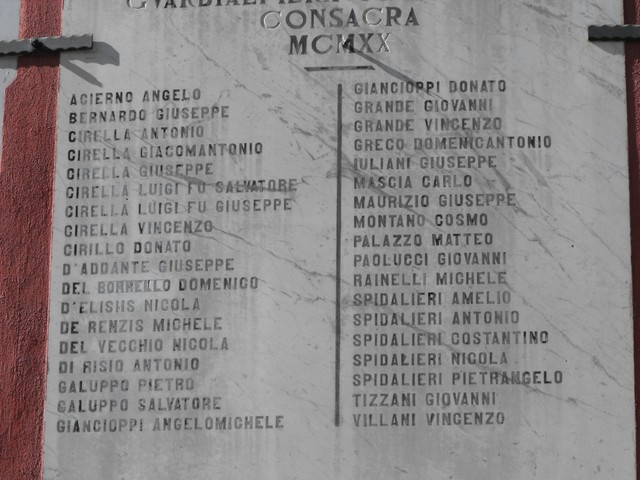 CONSACRA
MCMXX
ACIERNO ANGELO
BERNARDO GIUSEPPE
CIRELLA ANTONIO
CIRELLA GIACOMANTONIO
CIRELLA GIUSEPPE
CIRELLA LUIGI FU SALVATORE
CIRELLA LUIGI FU GIUSEPPE
CIRELLA VINCENZO
CIRILLO DONATO
D'ADDANTE GIUSEPPE
DEL BORRELLO DOMENICO
D'ELISIIS NICOLA
DE RENZIS MICHELE
DEL VECCHIO NICOLA
DI RISIO ANTONIO
GALUPPO PIETRO
GALUPPO SALVATORE
GIANCIOPPI ANGELOMICHELE
GIANCIOPPI DONATO
GRANDE GIOVANNI
GRANDE VINCENZO
GRECO DOMENICANTONIO
IULIANI GIUSEPPE
MASCIA CARLO
MAURIZIO GIUSEPPE
MONTANO COSMO
PALAZZO MATTEO
PAOLUCCI GIOVANNI
RAINELLI MICHELE
SPIDALIERI AMELIO
SPIDALIERI ANTONIO
SPIDALIERI COSTANTINO
SPIDALIERI NICOLA
SPIDALIERI PIETRANGELO
TIZZANI GIOVANNI
VILLANI VINCENZO